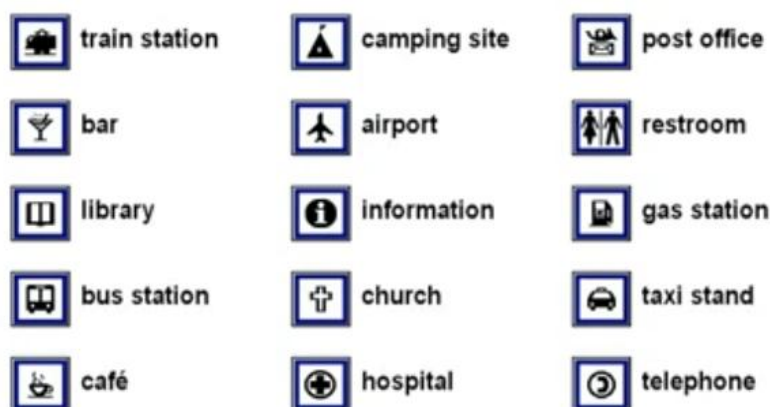 train station
camping site
post office
bar
airport
restroom
library
information
gas station
bus station
church
taxi stand
café
hospital
telephone